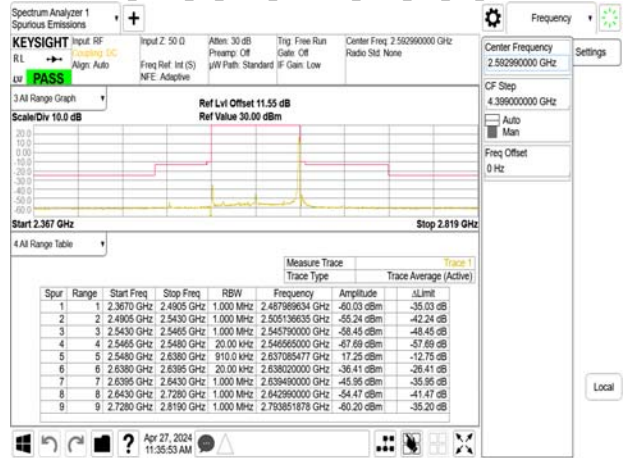 Spectrum Analyzer 1
Spurious Emissions
+
Frequency
Settings
KEYSIGHT
RL
PASS
Input: RF
Coupling: DC
Align: Auto
Input Z: 50 Ω
Freq Ref: Int (S)
NFE: Adaptive
Atten: 30 dB
Preamp: Off
µW Path: Standard
Trig: Free Run
Gate: Off
IF Gain: Low
Center Freq: 2.592990000 GHz
Radio Std: None
Center Frequency
2.592990000 GHz
CF Step
4.399000000 GHz
Auto
Man
Freq Offset
0 Hz
Local
3 All Range Graph
Scale/Div 10.0 dB
Ref Lvl Offset 11.55 dB
Ref Value 30.00 dBm
20.0
10.0
0.00
-10.0
-20.0
-30.0
-40.0
-50.0
-60.0
Start 2.367 GHz
Stop 2.819 GHz
4 All Range Table
Measure Trace Trace 1
Trace Type Trace Average (Active)
Spur Range Start Freq Stop Freq RBW Frequency Amplitude ΔLimit
1 1 2.3670 GHz 2.4905 GHz 1.000 MHz 2.487989634 GHz -60.03 dBm -35.03 dB
2 2 2.4905 GHz 2.5430 GHz 1.000 MHz 2.505136635 GHz -55.24 dBm -42.24 dB
3 3 2.5430 GHz 2.5465 GHz 1.000 MHz 2.545790000 GHz -58.45 dBm -48.45 dB
4 4 2.5465 GHz 2.5480 GHz 20.00 kHz 2.546565000 GHz -67.69 dBm -57.69 dB
5 5 2.5480 GHz 2.6380 GHz 910.0 kHz 2.637085477 GHz 17.25 dBm -12.75 dB
6 6 2.6380 GHz 2.6395 GHz 20.00 kHz 2.638020000 GHz -36.41 dBm -26.41 dB
7 7 2.6395 GHz 2.6430 GHz 1.000 MHz 2.639490000 GHz -45.95 dBm -35.95 dB
8 8 2.6430 GHz 2.7280 GHz 1.000 MHz 2.642990000 GHz -54.47 dBm -41.47 dB
9 9 2.7280 GHz 2.8190 GHz 1.000 MHz 2.793851878 GHz -60.20 dBm -35.20 dB
?
Apr 27, 2024
11:35:53 AM